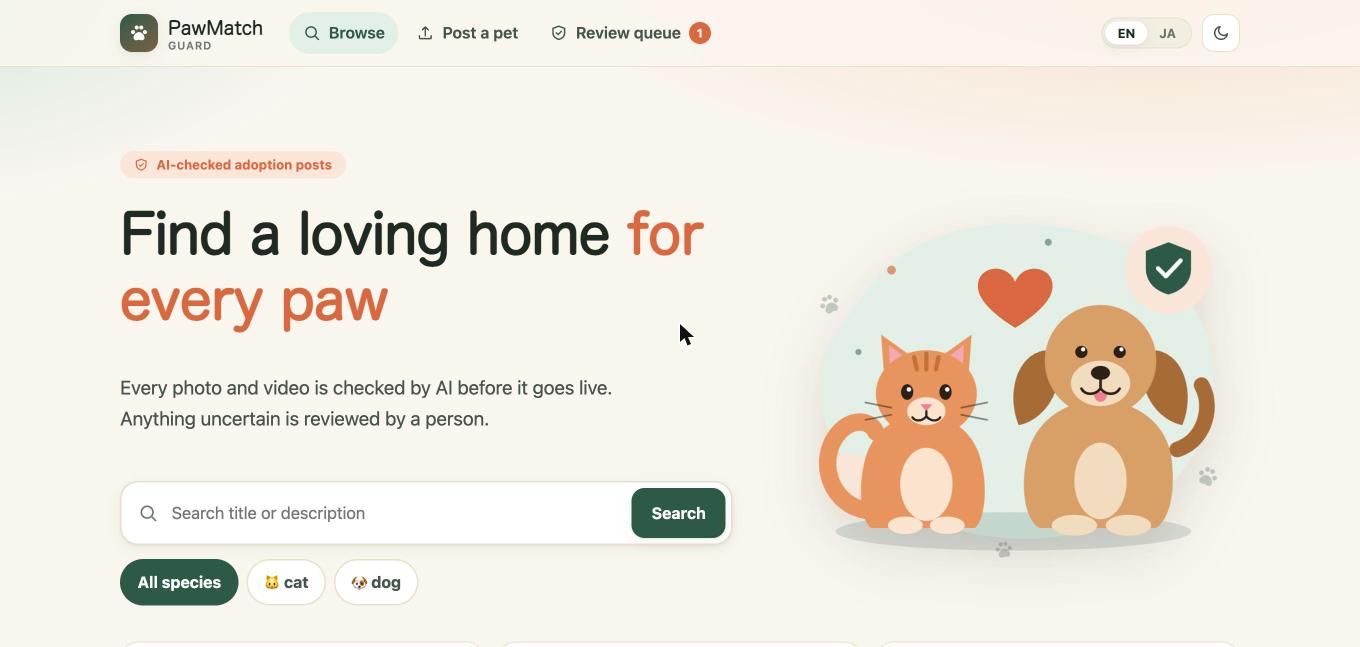 PawMatch
GUARD
Browse
Post a pet
Review queue 1
EN JA
AI-checked adoption posts
Find a loving home for
every paw
Every photo and video is checked by AI before it goes live.
Anything uncertain is reviewed by a person.
Search title or description
Search
All species
cat
dog